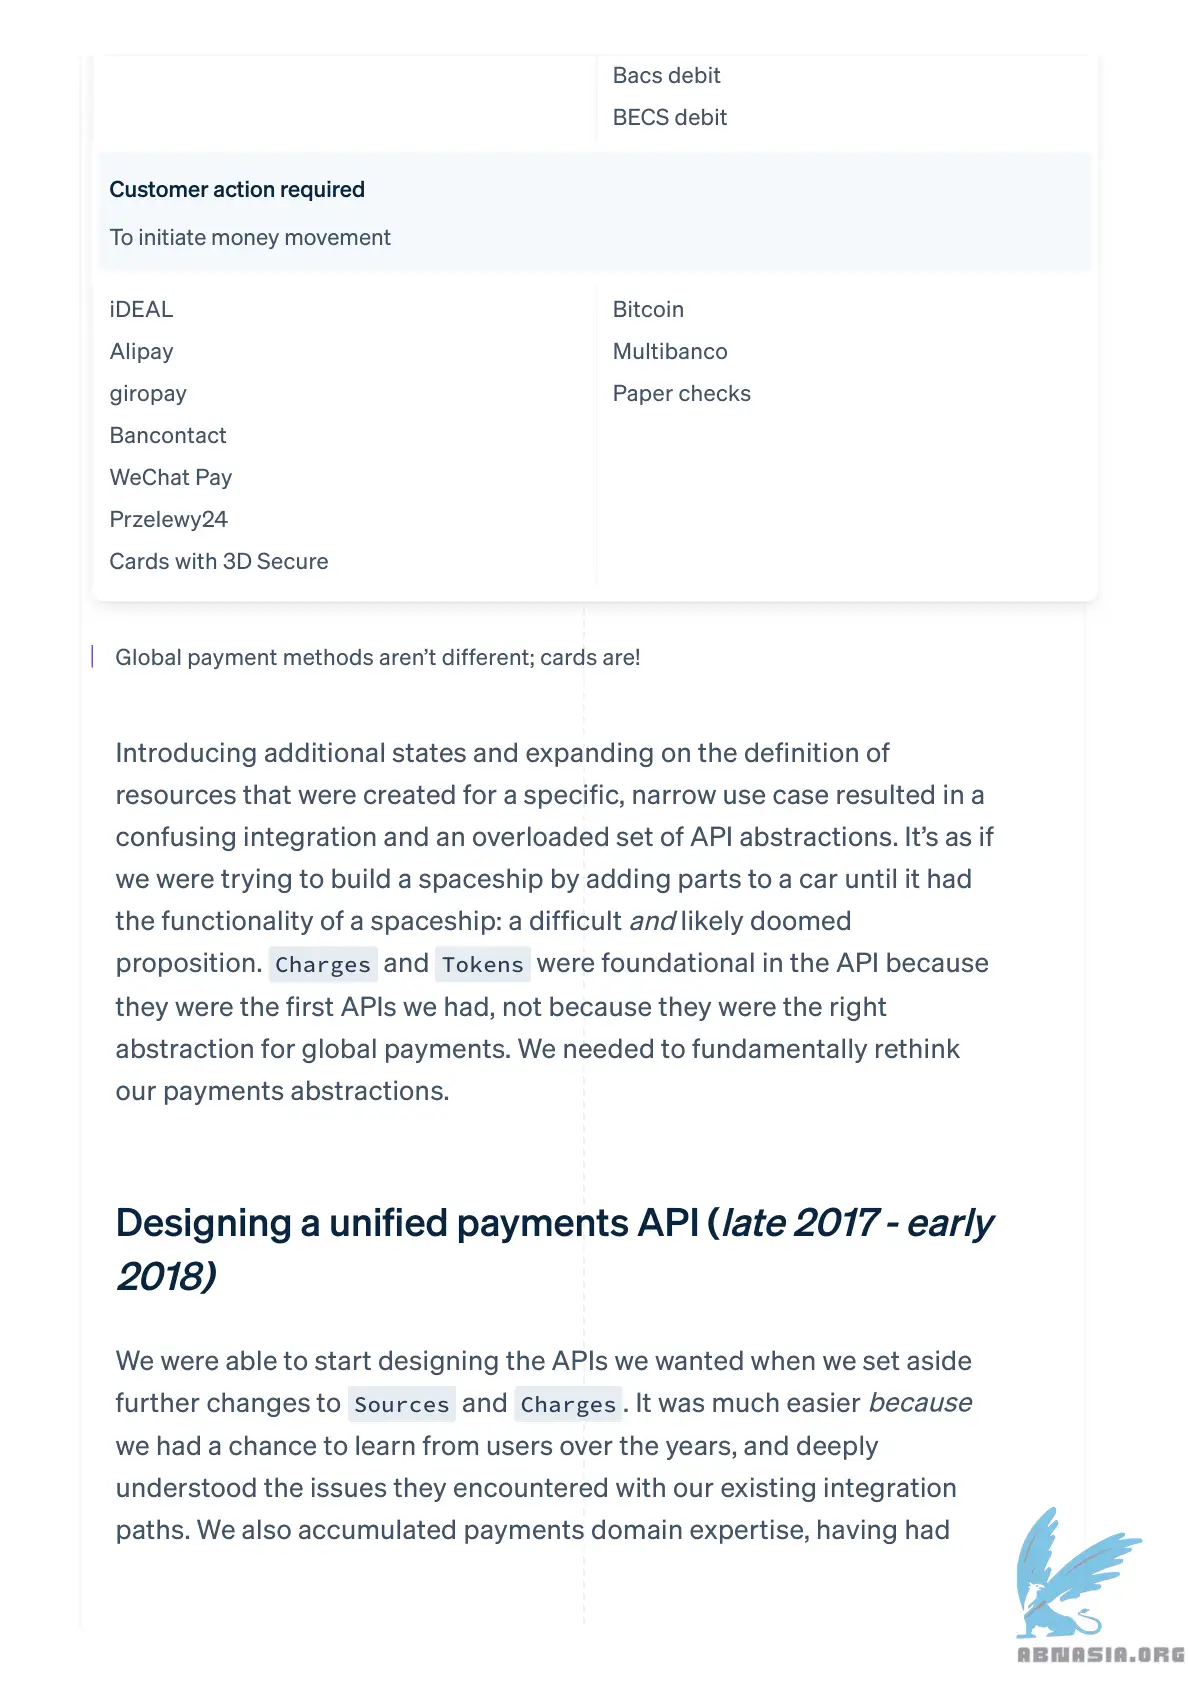 Bacs debit
BECS debit
Customer action required
To initiate money movement
iDEAL
Alipay
giropay
Bancontact
WeChat Pay
Przelewy24
Cards with 3D Secure
Bitcoin
Multibanco
Paper checks
Global payment methods aren’t different; cards are!
Introducing additional states and expanding on the definition of
resources that were created for a specific, narrow use case resulted in a
confusing integration and an overloaded set of API abstractions. It’s as if
we were trying to build a spaceship by adding parts to a car until it had
the functionality of a spaceship: a difficult and likely doomed
proposition. Charges and Tokens were foundational in the API because
they were the first APIs we had, not because they were the right
abstraction for global payments. We needed to fundamentally rethink
our payments abstractions.
Designing a unified payments API (late 2017 - early
2018)
We were able to start designing the APIs we wanted when we set aside
further changes to Sources and Charges. It was much easier because
we had a chance to learn from users over the years, and deeply
understood the issues they encountered with our existing integration
paths. We also accumulated payments domain expertise, having had
ABNASIA.ORG